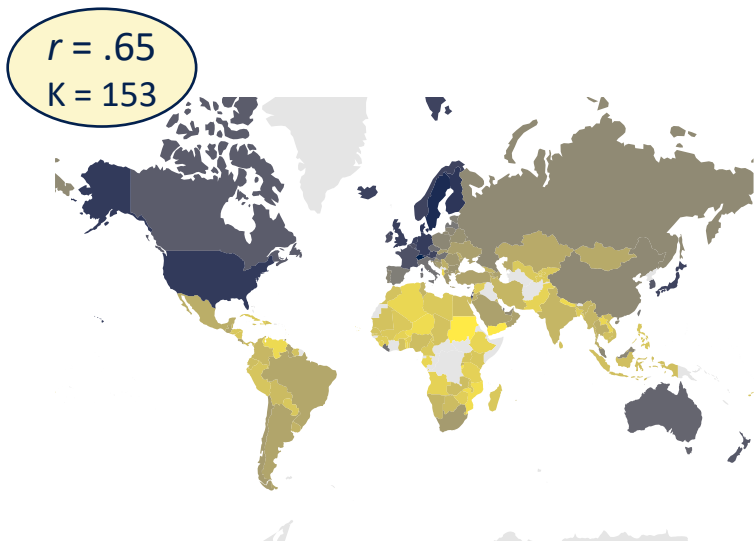 r = .65
K = 153